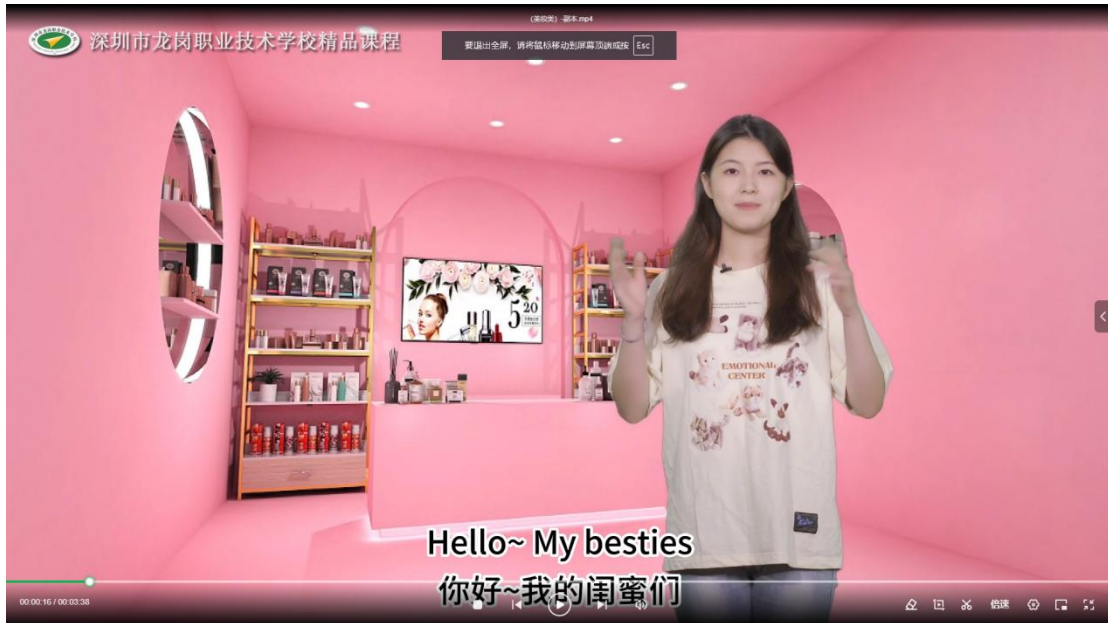 (美妆类) -副本.mp4
深圳市龙岗职业技术学校精品课程
要退出全屏，请将鼠标移动到屏幕顶端或按 Esc
5
20
EMOTIONAL
CENTER
Hello~ My besties
你好~我的闺蜜们
00:00:16 / 00:03:38
倍速